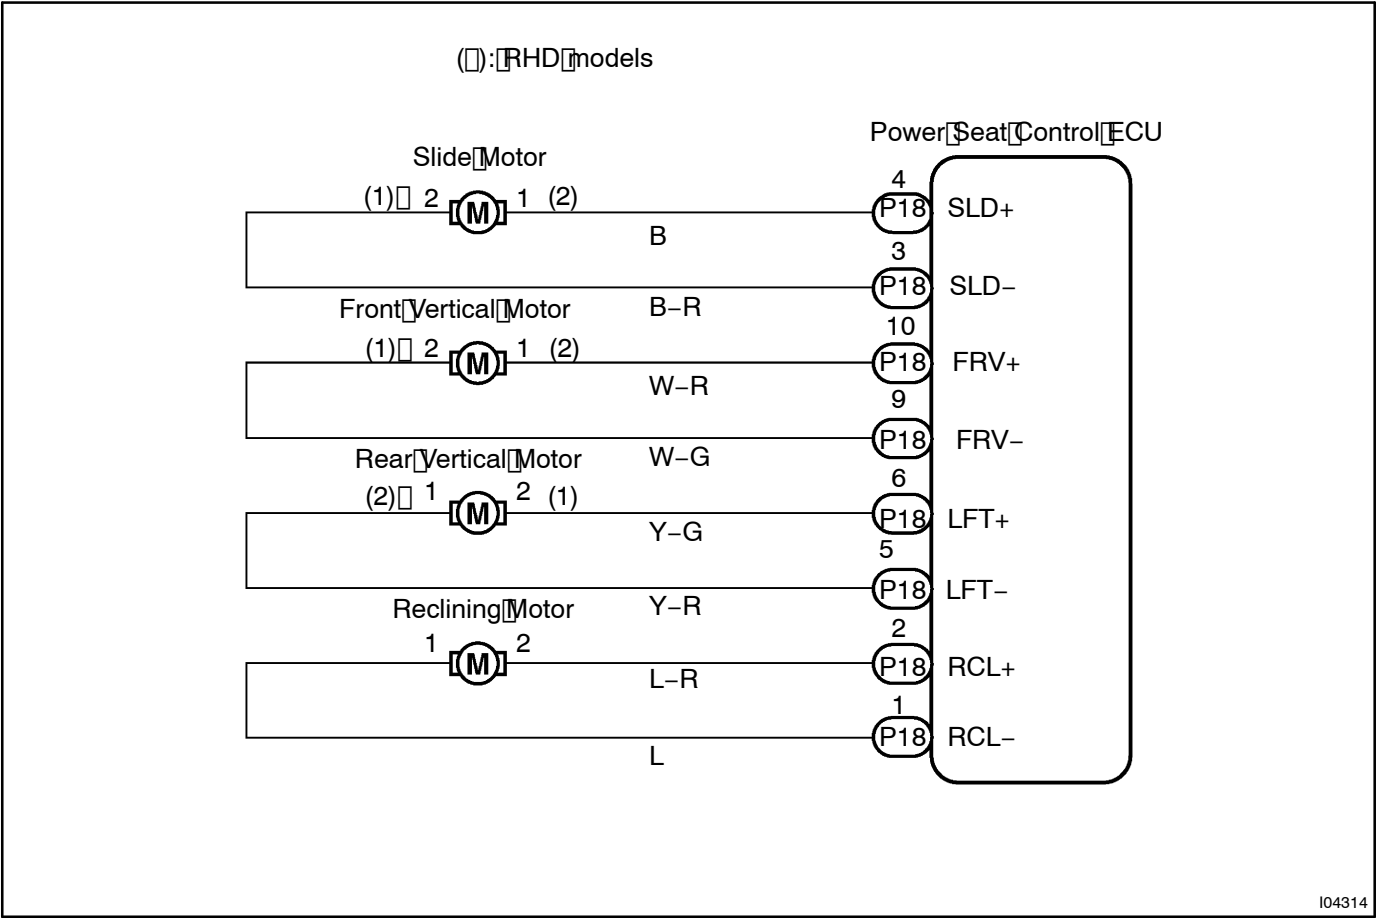 ( ): RHD models
Power Seat Control ECU
Slide Motor
(1) 2 M 1 (2)
B
4
P18 SLD+
3
P18 SLD−
B−R
Front Vertical Motor
(1) 2 M 1 (2)
W−R
10
P18 FRV+
9
P18 FRV−
W−G
Rear Vertical Motor
(2) 1 M 2 (1)
Y−G
6
P18 LFT+
5
P18 LFT−
Y−R
Reclining Motor
1 M 2
L−R
2
P18 RCL+
1
P18 RCL−
L
I04314